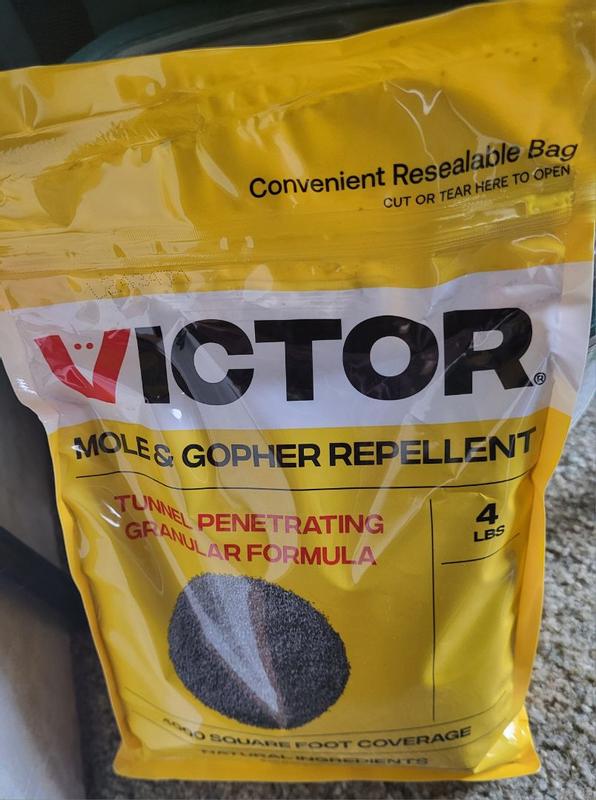 Convenient Resealable Bag
CUT OR TEAR HERE TO OPEN
VICTOR®
MOLE & GOPHER REPELLENT
TUNNEL PENETRATING
GRANULAR FORMULA
4
LBS
4000 SQUARE FOOT COVERAGE
NATURAL INGREDIENTS